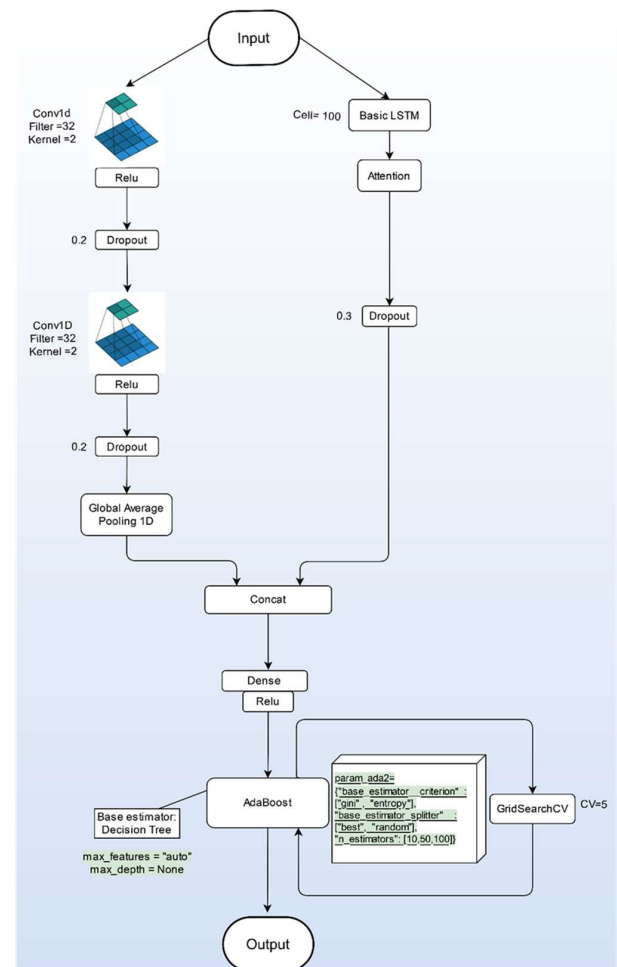 Input
Conv1d
Filter =32
Kernel =2
Relu
0.2
Dropout
Conv1D
Filter =32
Kernel =2
Relu
0.2
Dropout
Global Average
Pooling 1D
Cell= 100
Basic LSTM
Attention
0.3
Dropout
Concat
Dense
Relu
AdaBoost
Base estimator:
Decision Tree
max_features = "auto"
max_depth = None
param_ada2=
{"base_estimator__criterion" :
["gini" , "entropy"],
"base_estimator_splitter" :
["best", "random"],
"n_estimators": [10,50,100]}
GridSearchCV
CV=5
Output